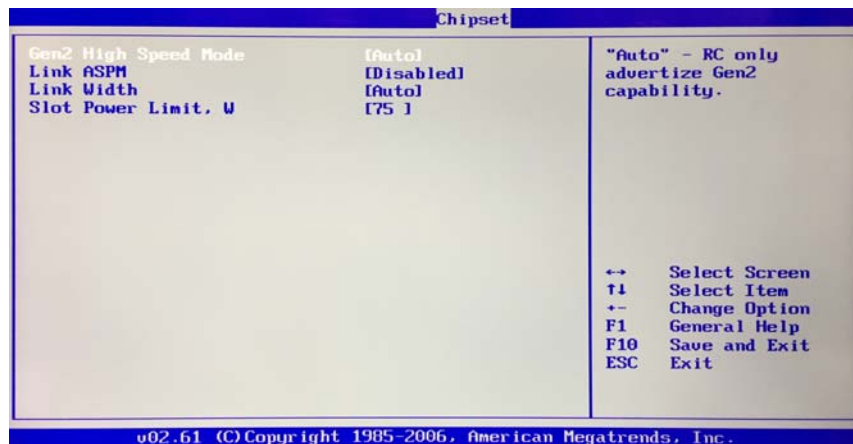 Chipset
Gen2 High Speed Mode [Auto]
Link ASPM [Disabled]
Link Width [Auto]
Slot Power Limit, W [75 ]
"Auto" - RC only
advertize Gen2
capability.
↔ Select Screen
↑↓ Select Item
+- Change Option
F1 General Help
F10 Save and Exit
ESC Exit
v02.61 (C)Copyright 1985-2006, American Megatrends, Inc.